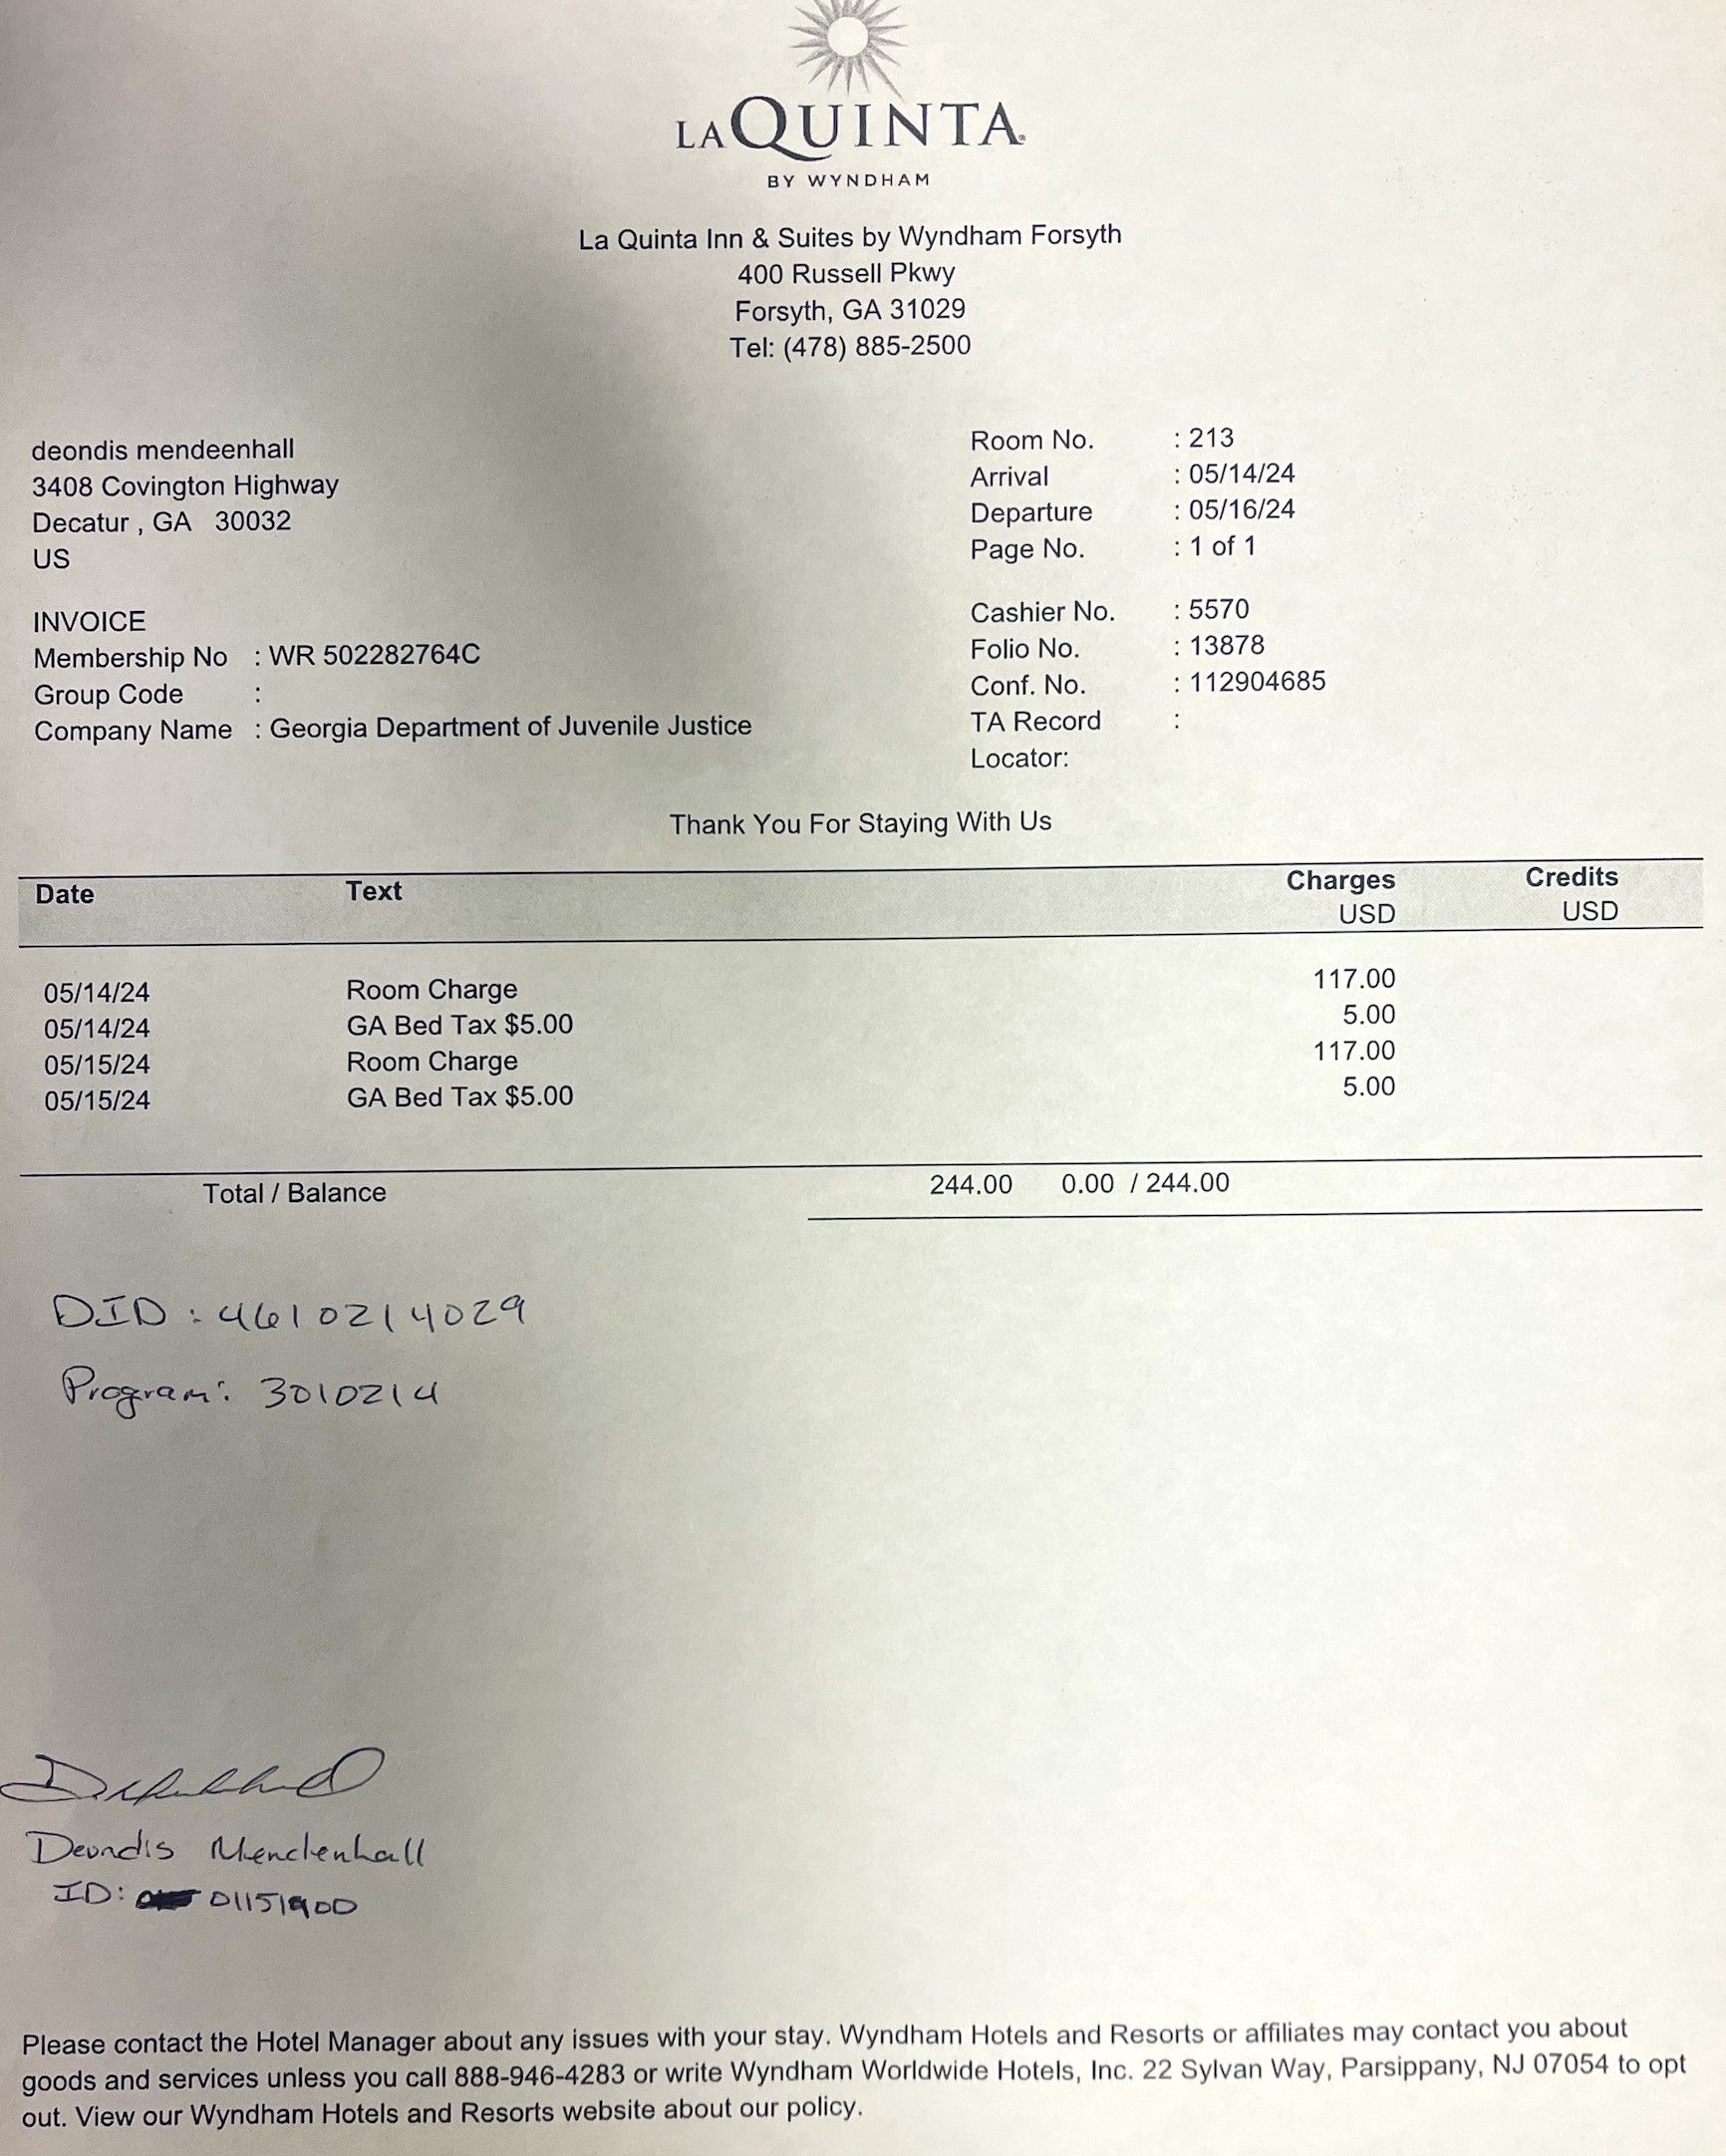 LA QUINTA
BY WYNDHAM
La Quinta Inn & Suites by Wyndham Forsyth
400 Russell Pkwy
Forsyth, GA 31029
Tel: (478) 885-2500
deondis mendeenhall
3408 Covington Highway
Decatur , GA 30032
US
Room No. : 213
Arrival : 05/14/24
Departure : 05/16/24
Page No. : 1 of 1
INVOICE
Membership No : WR 502282764C
Group Code :
Company Name : Georgia Department of Juvenile Justice
Cashier No. : 5570
Folio No. : 13878
Conf. No. : 112904685
TA Record :
Locator:
Thank You For Staying With Us
Date Text Charges Credits
USD USD
05/14/24 Room Charge 117.00
05/14/24 GA Bed Tax $5.00 5.00
05/15/24 Room Charge 117.00
05/15/24 GA Bed Tax $5.00 5.00
Total / Balance 244.00 0.00 / 244.00
DID : 4610214029
Program: 3010214
Deondis Mendenhall
ID: 01151900
Please contact the Hotel Manager about any issues with your stay. Wyndham Hotels and Resorts or affiliates may contact you about
goods and services unless you call 888-946-4283 or write Wyndham Worldwide Hotels, Inc. 22 Sylvan Way, Parsippany, NJ 07054 to opt
out. View our Wyndham Hotels and Resorts website about our policy.